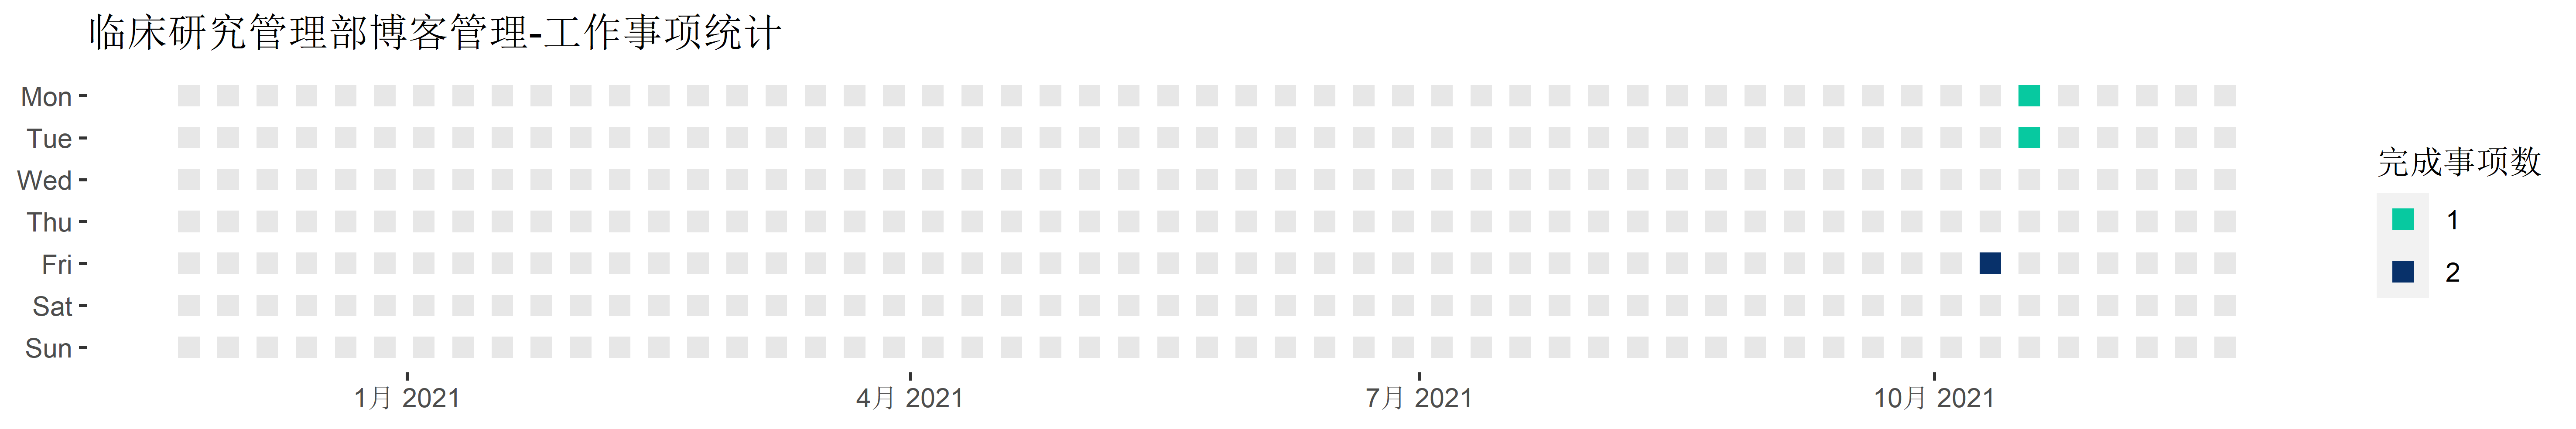 临床研究管理部博客管理-工作事项统计
Mon
Tue
Wed
Thu
Fri
Sat
Sun
1月 2021
4月 2021
7月 2021
10月 2021
完成事项数
1
2